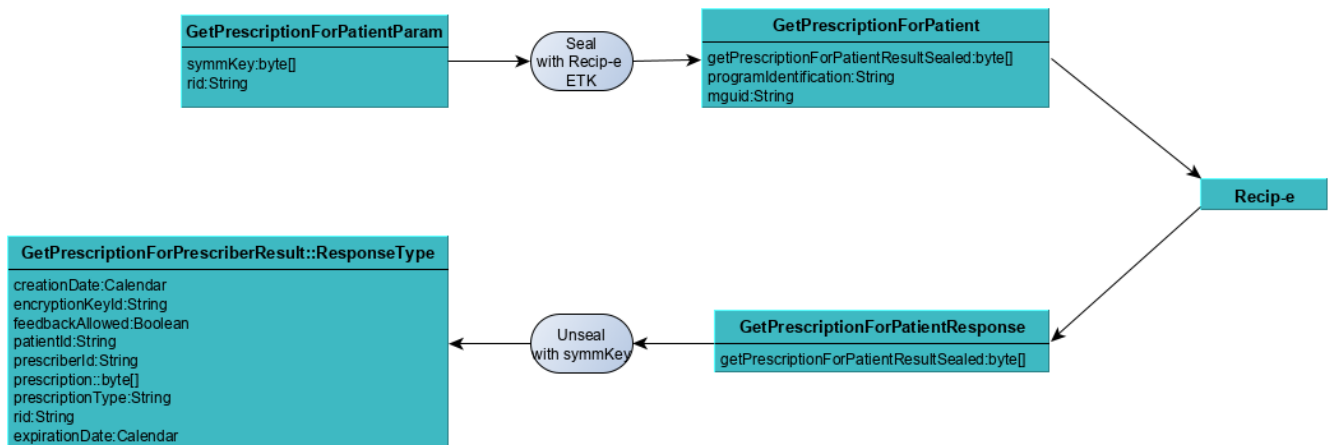 GetPrescriptionForPatientParam
symmKey:byte[]
rid:String
Seal
with Recip-e
ETK
GetPrescriptionForPatient
getPrescriptionForPatientResultSealed:byte[]
programIdentification:String
mguid:String
Recip-e
GetPrescriptionForPrescriberResult::ResponseType
creationDate:Calendar
encryptionKeyId:String
feedbackAllowed:Boolean
patientId:String
prescriberId:String
prescription::byte[]
prescriptionType:String
rid:String
expirationDate:Calendar
Unseal
with symmKey
GetPrescriptionForPatientResponse
getPrescriptionForPatientResultSealed:byte[]